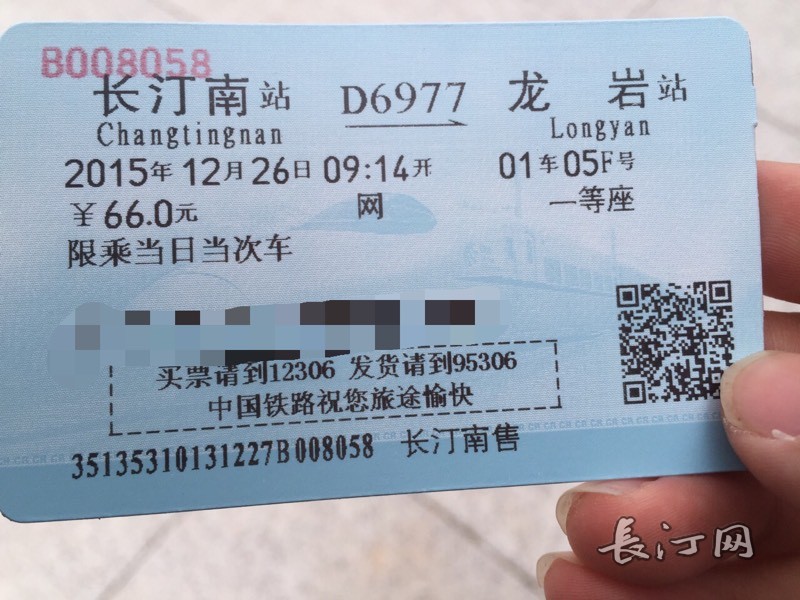 B008058
长汀南站 D6977 龙岩站
Changtingnan Longyan
2015年12月26日09:14开 01车05F号
￥66.0元 网 一等座
限乘当日当次车
买票请到12306 发货请到95306
中国铁路祝您旅途愉快
35135310131227B008058 长汀南售
長汀网